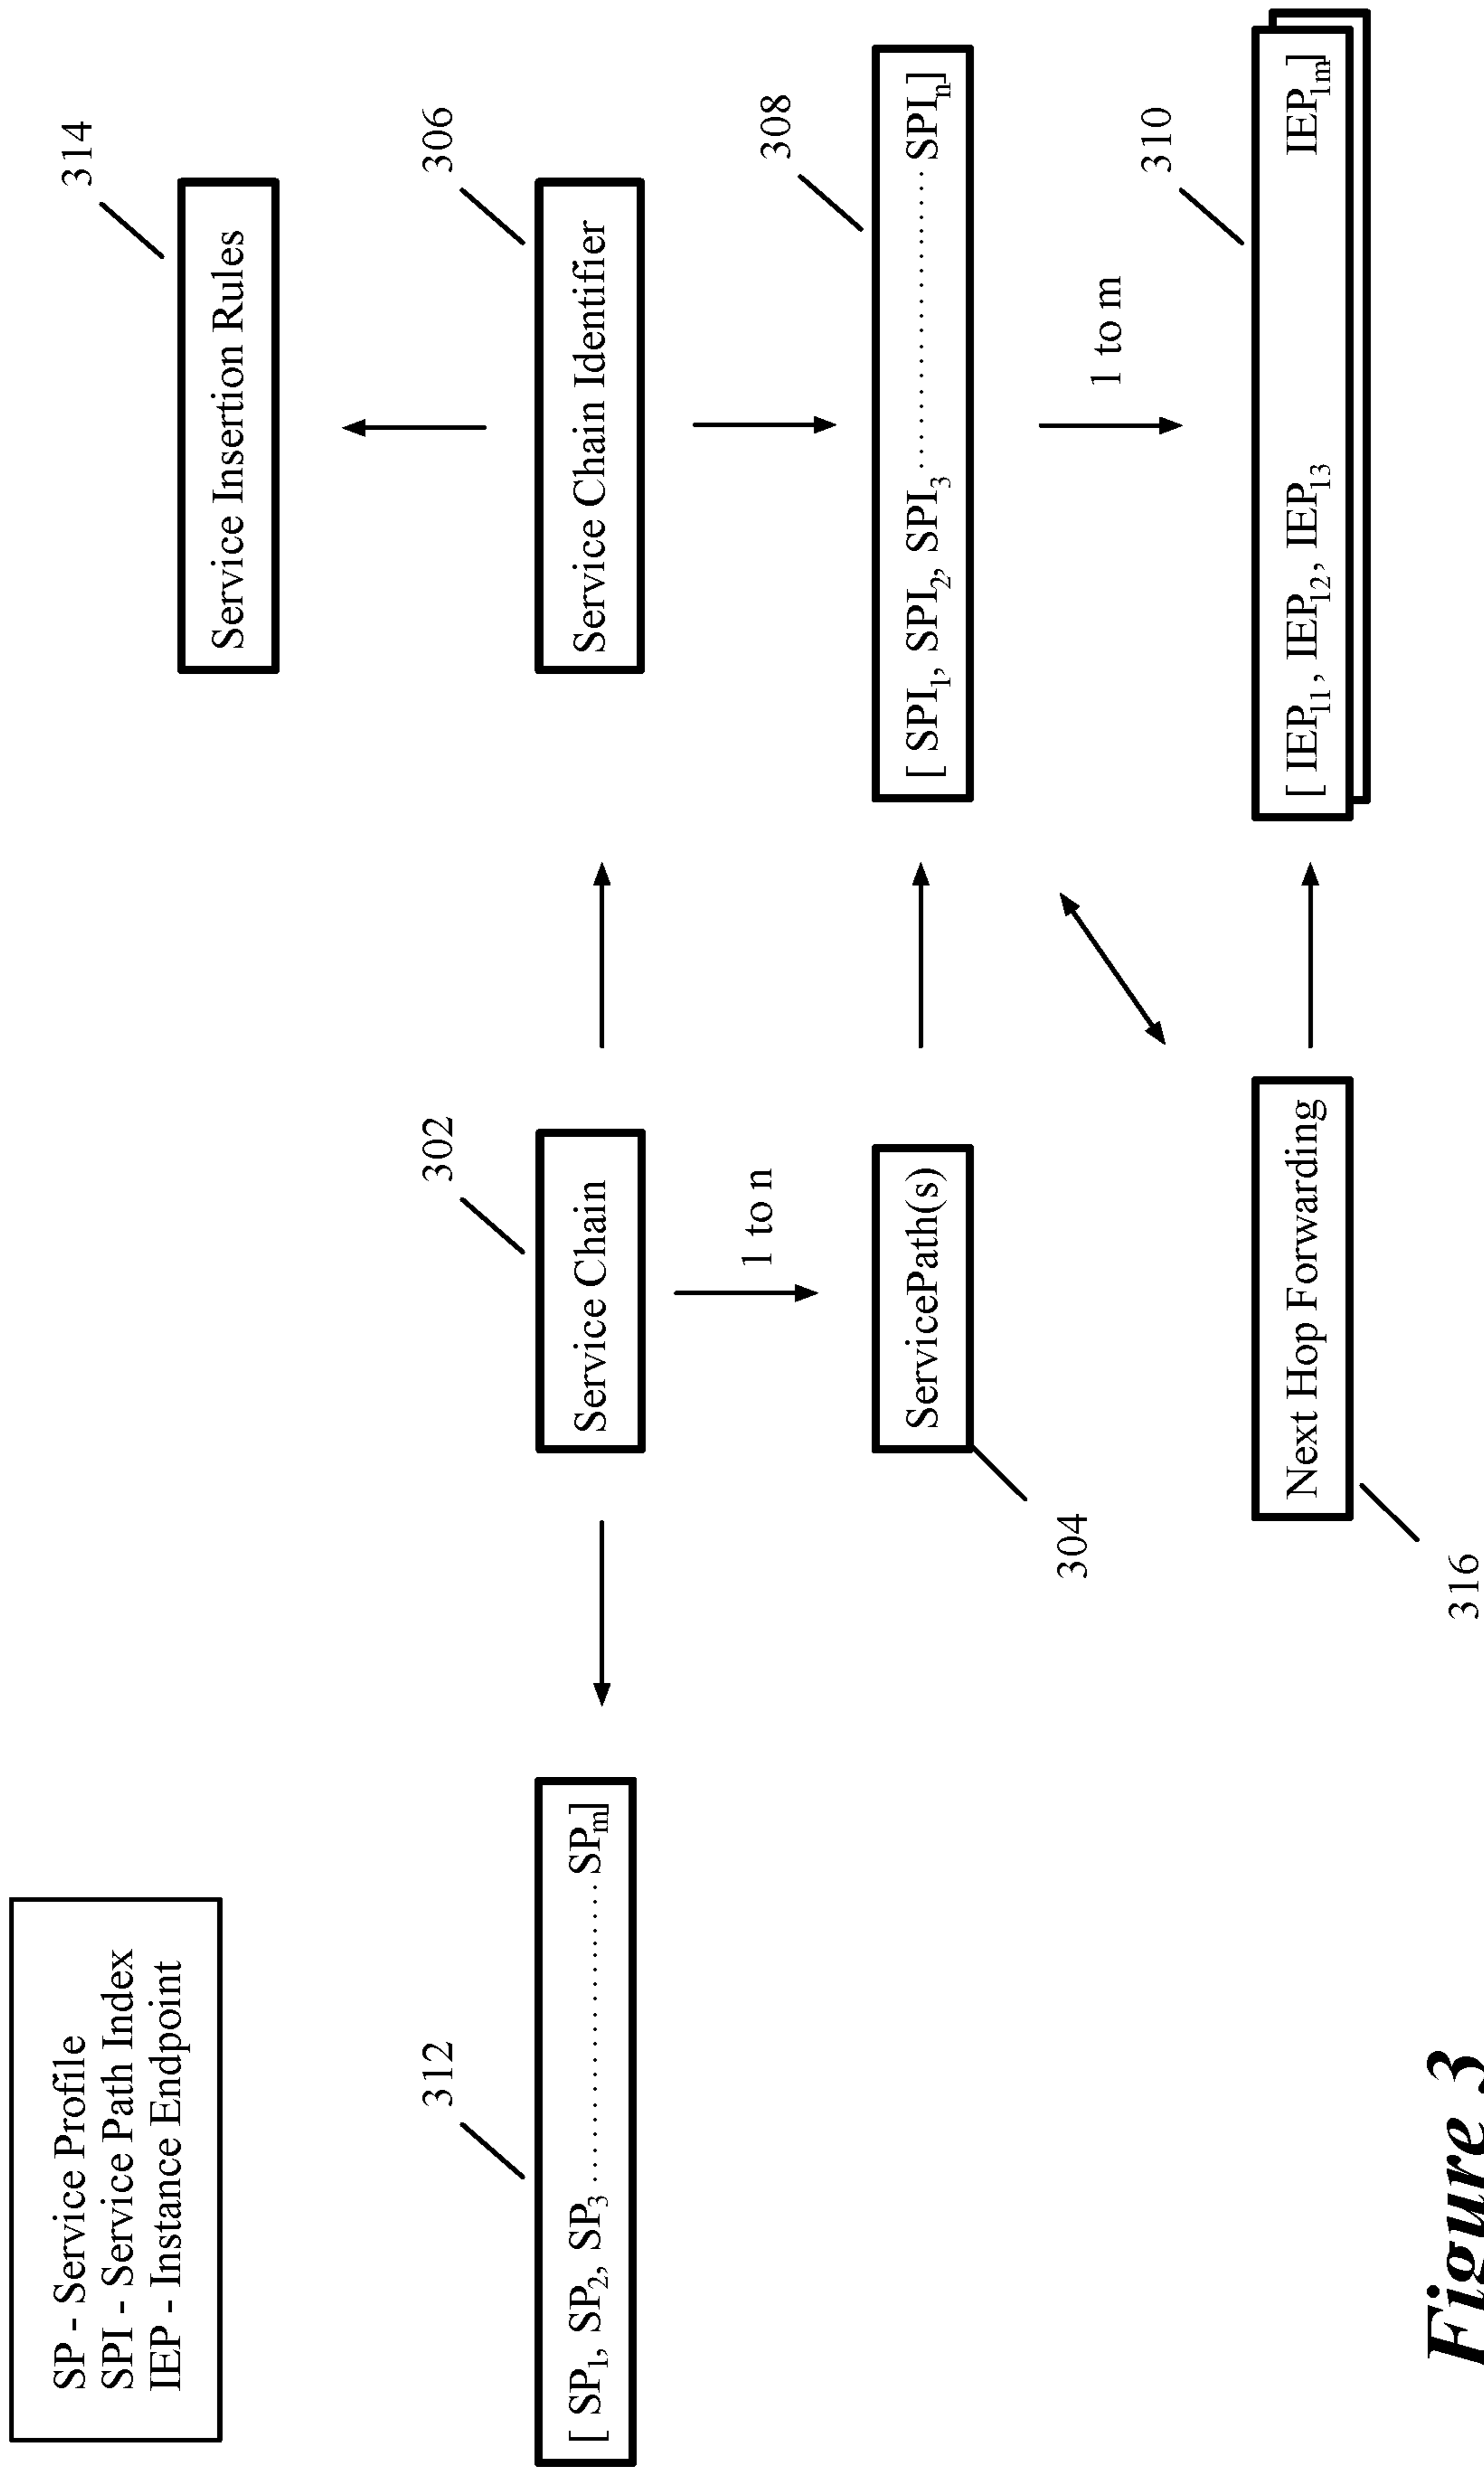 SP - Service Profile
SPI - Service Path Index
IEP - Instance Endpoint
314
Service Insertion Rules
312
302
306
[ SP₁, SP₂, SP₃ ........................ SPₘ]
Service Chain
Service Chain Identifier
1 to n
308
ServicePath(s)
[ SPI₁, SPI₂, SPI₃ ........................ SPIₙ]
304
1 to m
310
Next Hop Forwarding
[ IEP₁₁, IEP₁₂, IEP₁₃ IEP₁ₘ]
316
Figure 3